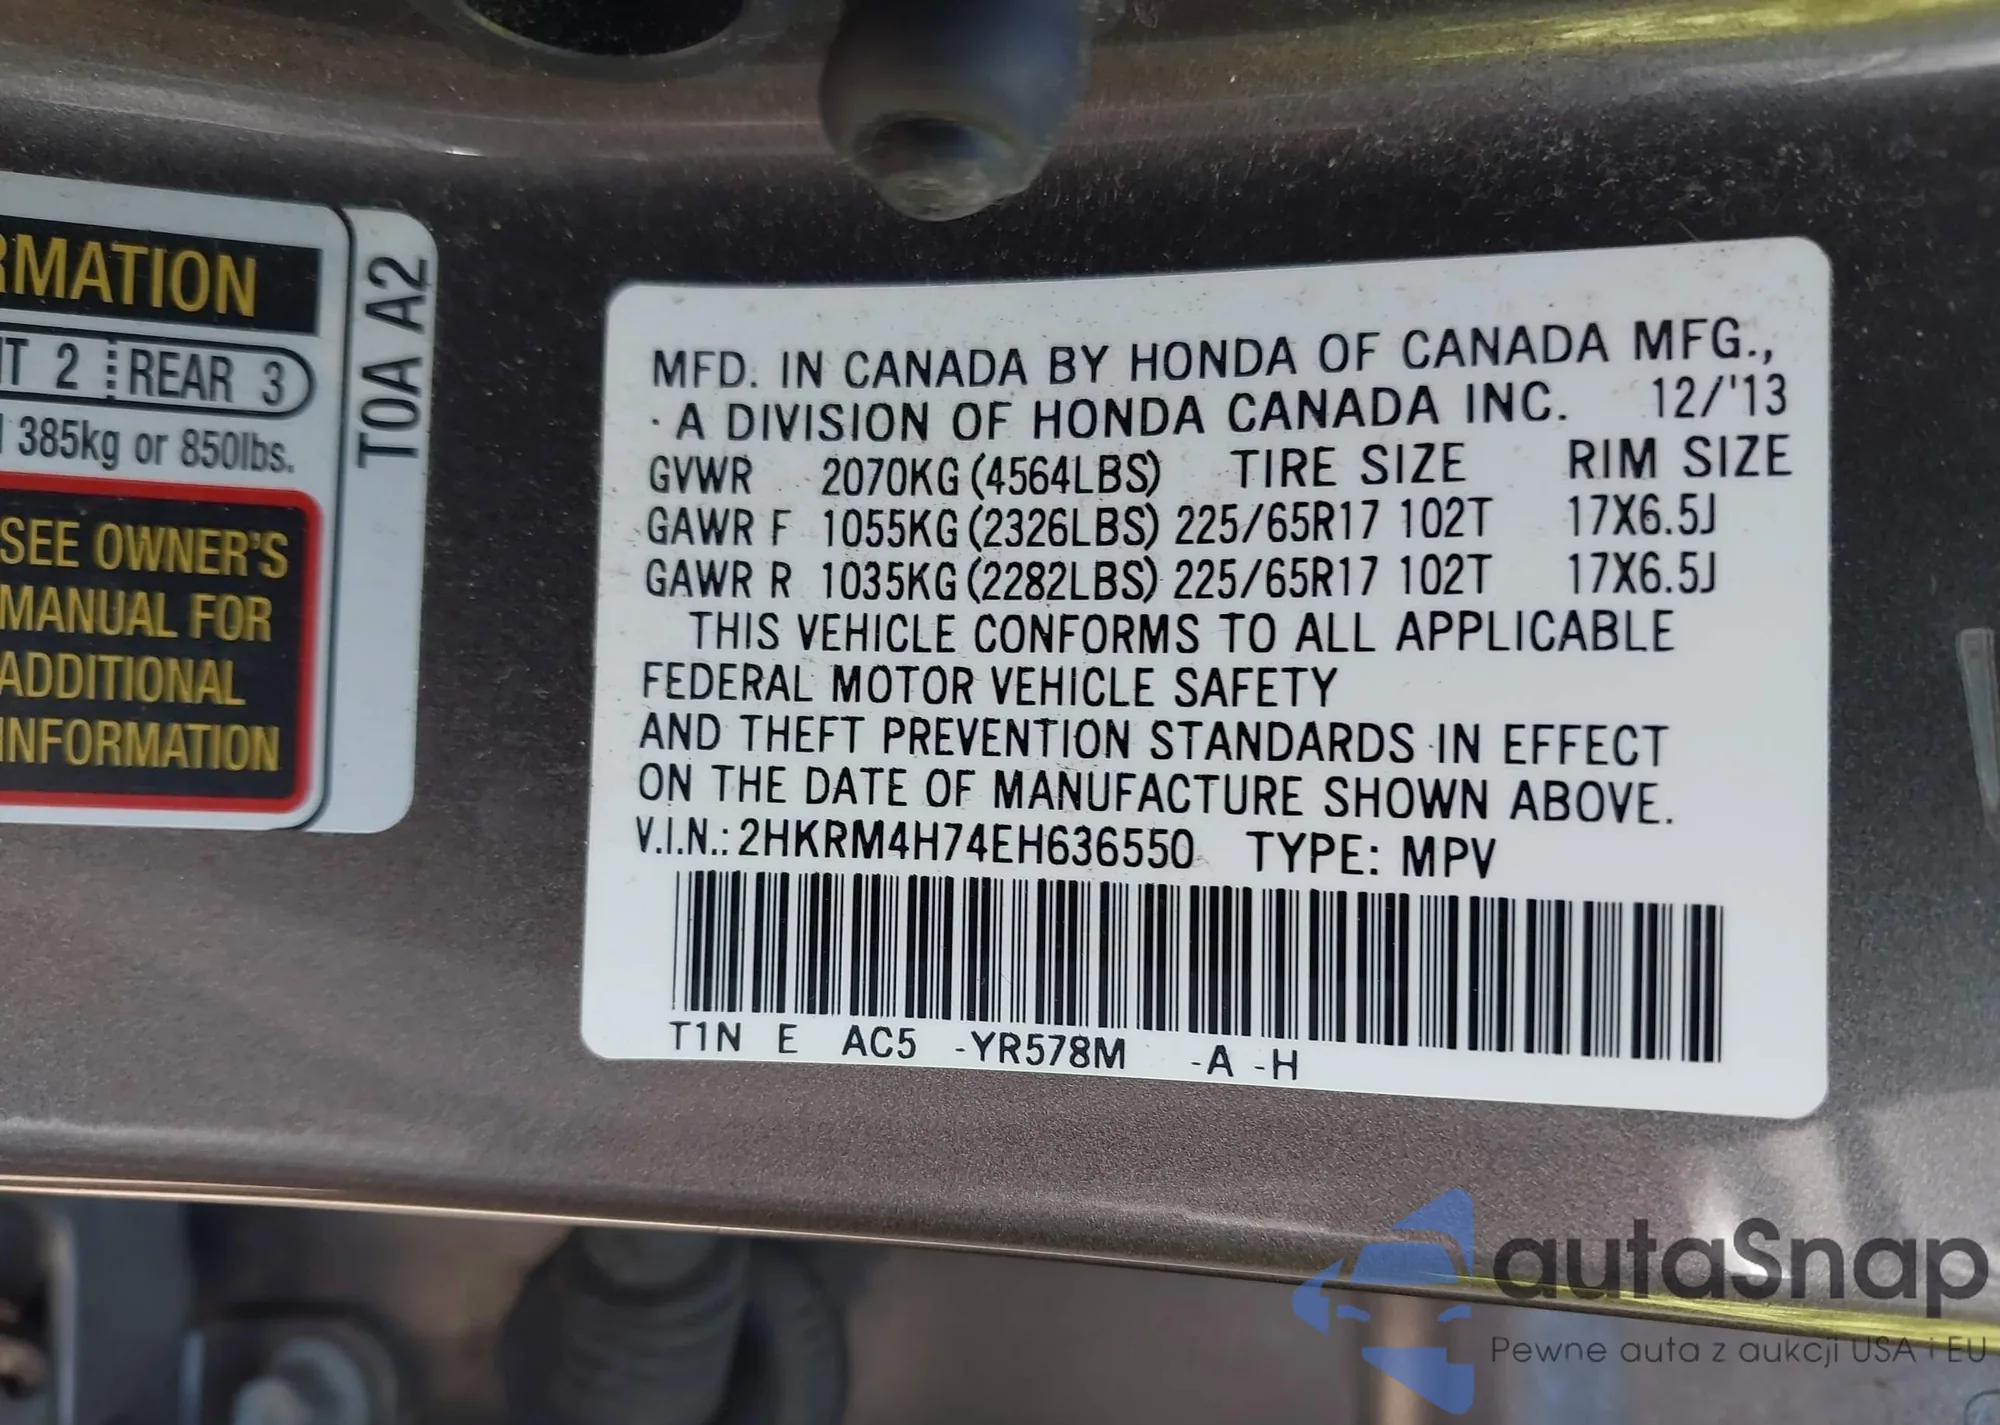 RMATION
T 2 REAR 3
385kg or 850lbs.
SEE OWNER'S
MANUAL FOR
ADDITIONAL
INFORMATION
T0A A2
MFD. IN CANADA BY HONDA OF CANADA MFG.,
A DIVISION OF HONDA CANADA INC. 12/'13
GVWR 2070KG (4564LBS) TIRE SIZE RIM SIZE
GAWR F 1055KG (2326LBS) 225/65R17 102T 17X6.5J
GAWR R 1035KG (2282LBS) 225/65R17 102T 17X6.5J
THIS VEHICLE CONFORMS TO ALL APPLICABLE
FEDERAL MOTOR VEHICLE SAFETY
AND THEFT PREVENTION STANDARDS IN EFFECT
ON THE DATE OF MANUFACTURE SHOWN ABOVE.
V.I.N.: 2HKRM4H74EH636550 TYPE: MPV
T1N E AC5 -YR578M -A -H
autaSnap
Pewne auta z aukcji USA i EU